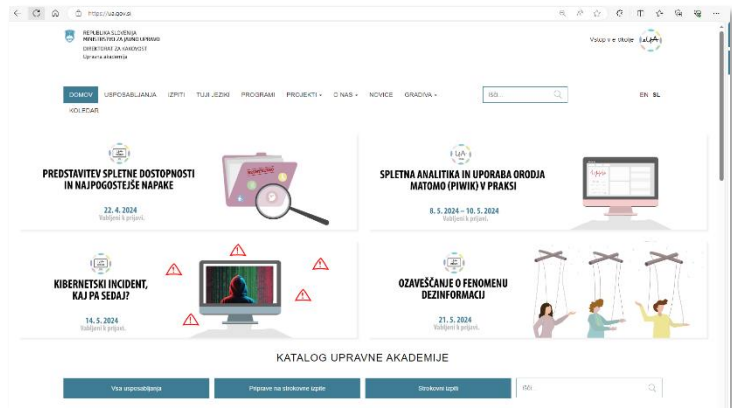 https://ua.gov.si
REPUBLIKA SLOVENIJA
MINISTRSTVO ZA JAVNO UPRAVO
DIREKTORAT ZA KAKOVOST
Upravna akademija
Vstop v e-učilnice
DOMOV USPOSABLJANJA IZPITI TUJI JEZIKI PROGRAMI PROJEKTI O NAS NOVICE GRADIVA
KOLEDAR
Išči...
EN SL
PREDSTAVITEV SPLETNE DOSTOPNOSTI
IN NAJPOGOSTEJŠE NAPAKE
22. 4. 2024
Vabljeni k prijavi.
SPLETNA ANALITIKA IN UPORABA ORODJA
MATOMO (PIWIK) V PRAKSI
8. 5. 2024 – 10. 5. 2024
Vabljeni k prijavi.
KIBERNETSKI INCIDENT,
KAJ PA SEDAJ?
14. 5. 2024
Vabljeni k prijavi.
OZAVEŠČANJE O FENOMENU
DEZINFORMACIJ
21. 5. 2024
Vabljeni k prijavi.
KATALOG UPRAVNE AKADEMIJE
Vsa usposabljanja
Priprave na strokovne izpite
Strokovni izpiti
Išči...